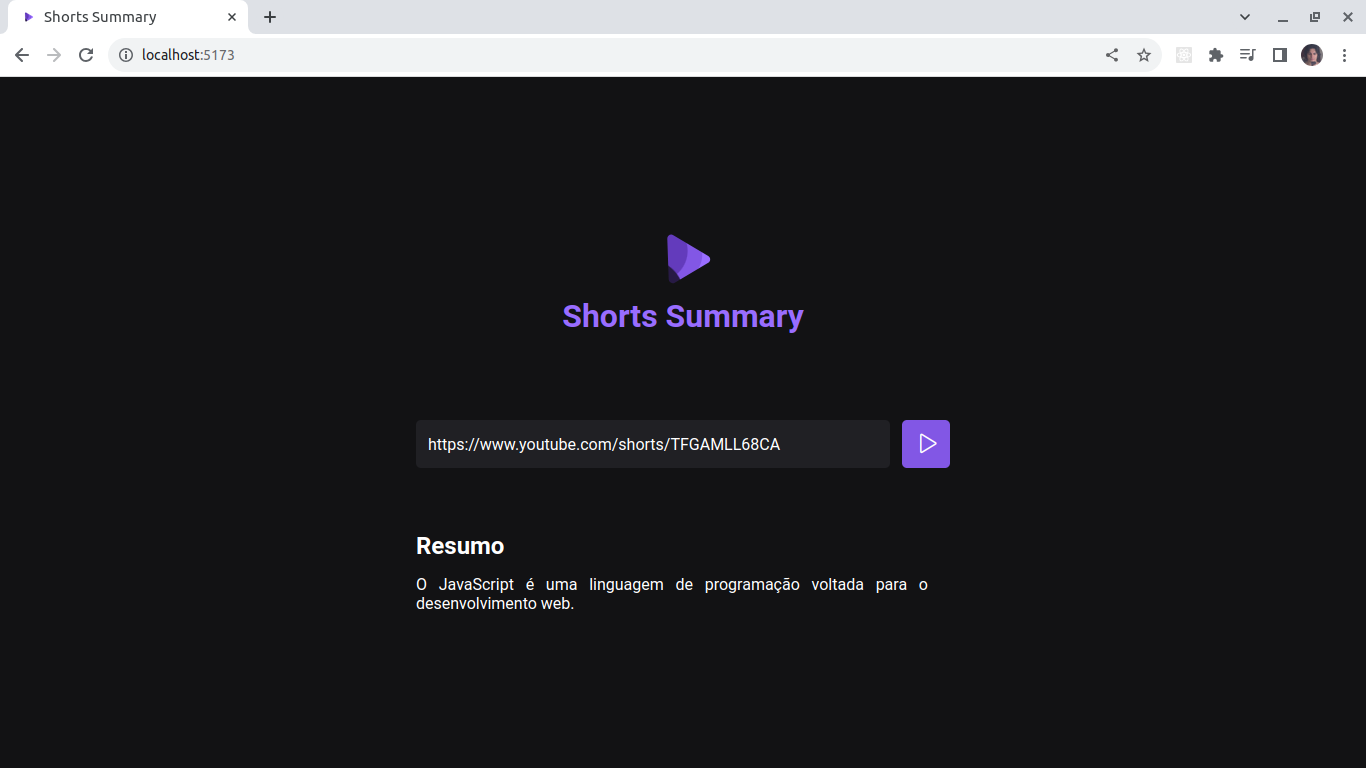 Shorts Summary
localhost:5173
Shorts Summary
https://www.youtube.com/shorts/TFGAMLL68CA
Resumo
O JavaScript é uma linguagem de programação voltada para o
desenvolvimento web.